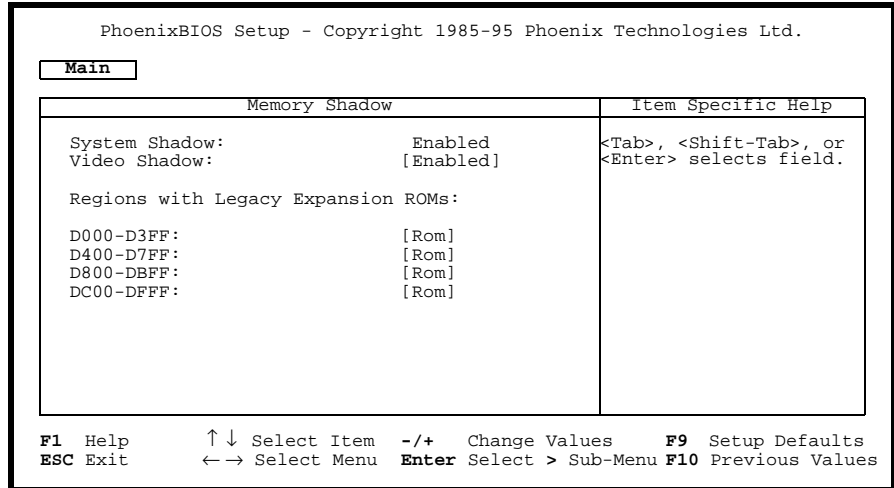 PhoenixBIOS Setup - Copyright 1985-95 Phoenix Technologies Ltd.
Main
Memory Shadow
Item Specific Help
System Shadow: Enabled
Video Shadow: [Enabled]
Regions with Legacy Expansion ROMs:
D000-D3FF: [Rom]
D400-D7FF: [Rom]
D800-DBFF: [Rom]
DC00-DFFF: [Rom]
<Tab>, <Shift-Tab>, or
<Enter> selects field.
F1 Help ↑↓ Select Item -/+ Change Values F9 Setup Defaults
ESC Exit ←→ Select Menu Enter Select > Sub-Menu F10 Previous Values